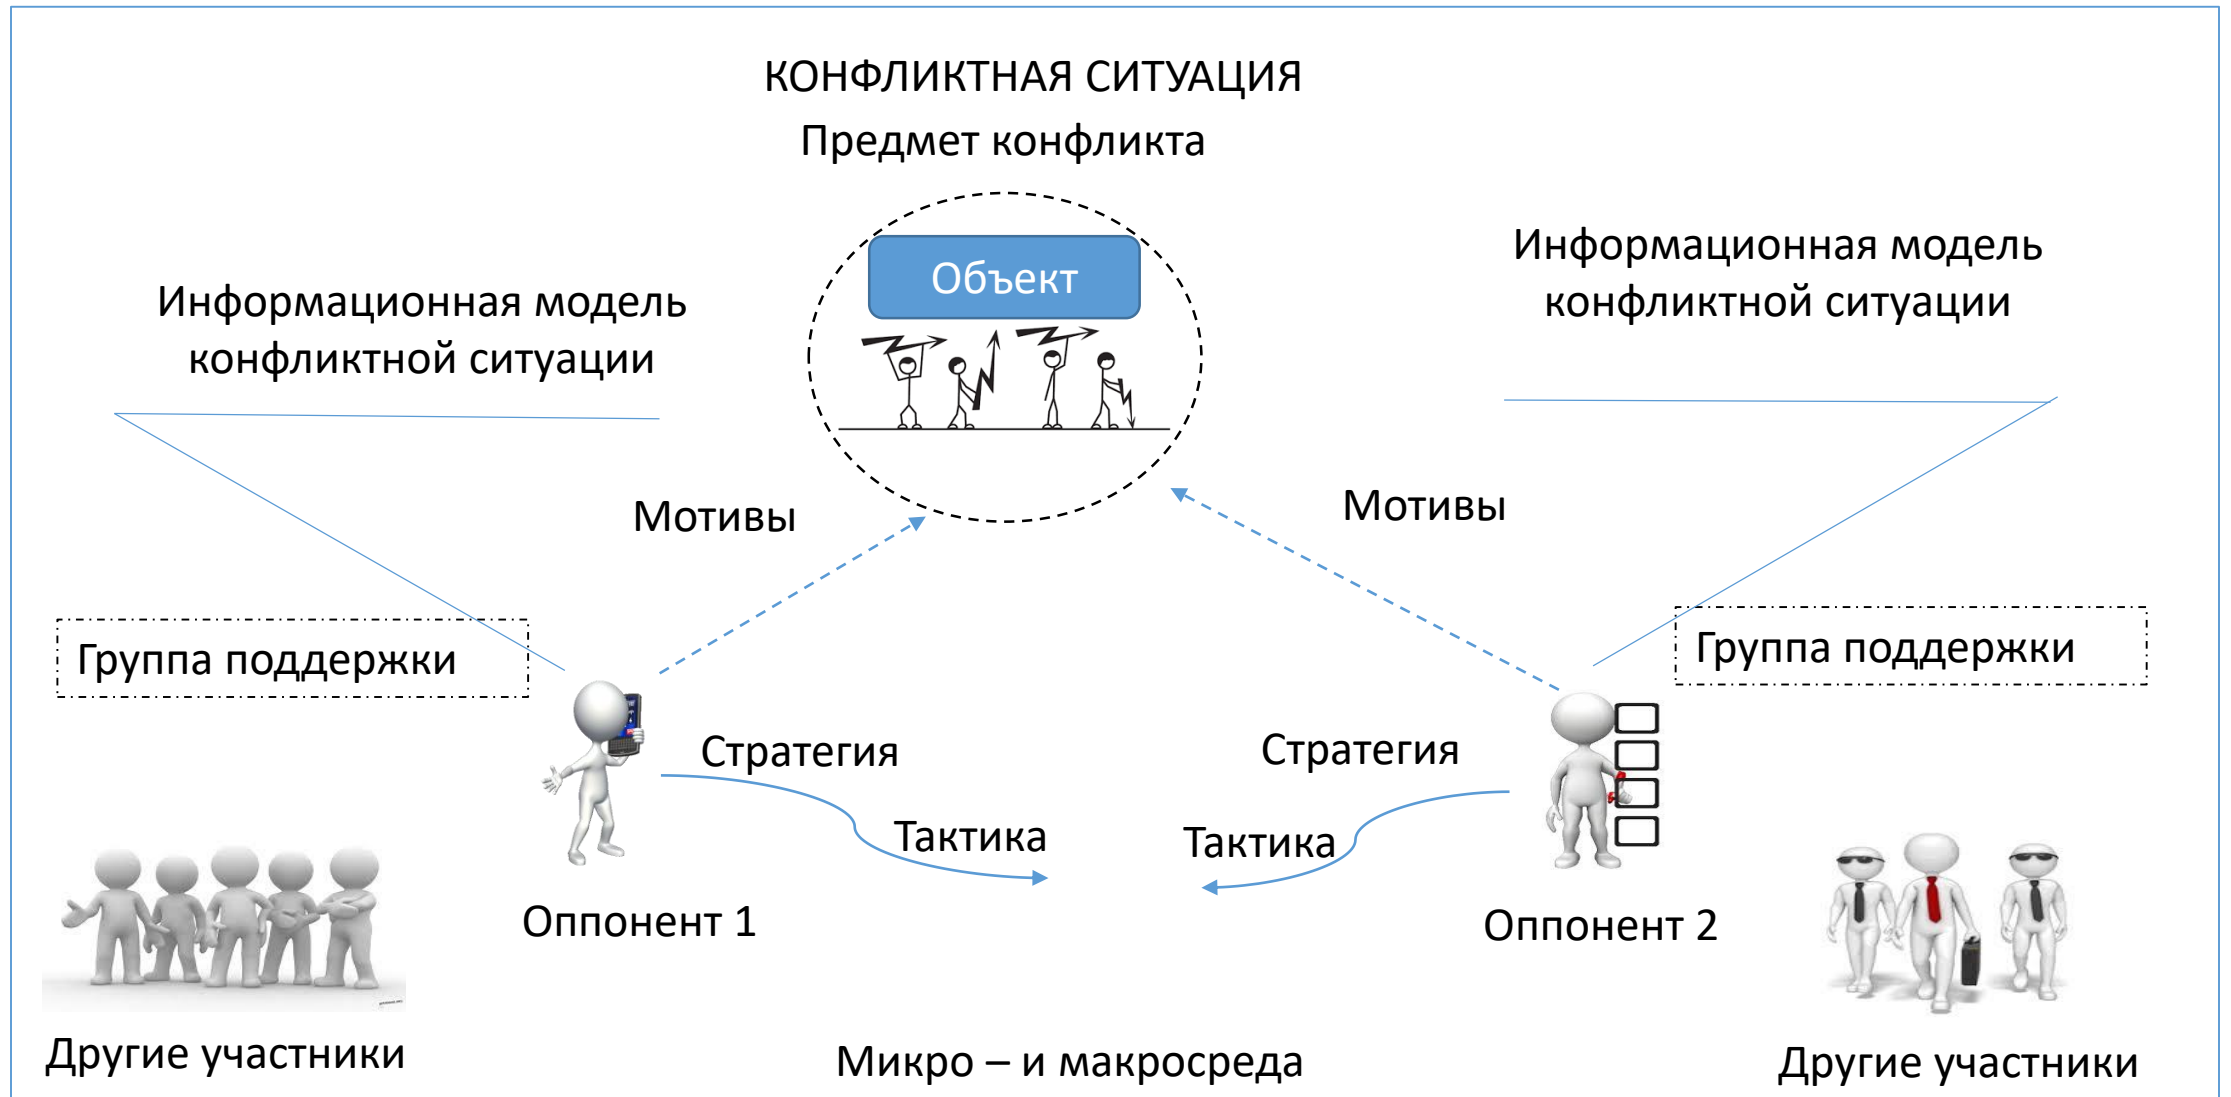 КОНФЛИКТНАЯ СИТУАЦИЯ
Предмет конфликта
Объект
Информационная модель
конфликтной ситуации
Информационная модель
конфликтной ситуации
Мотивы
Мотивы
Группа поддержки
Группа поддержки
Стратегия
Стратегия
Тактика
Тактика
Оппонент 1
Оппонент 2
Другие участники
Микро – и макросреда
Другие участники